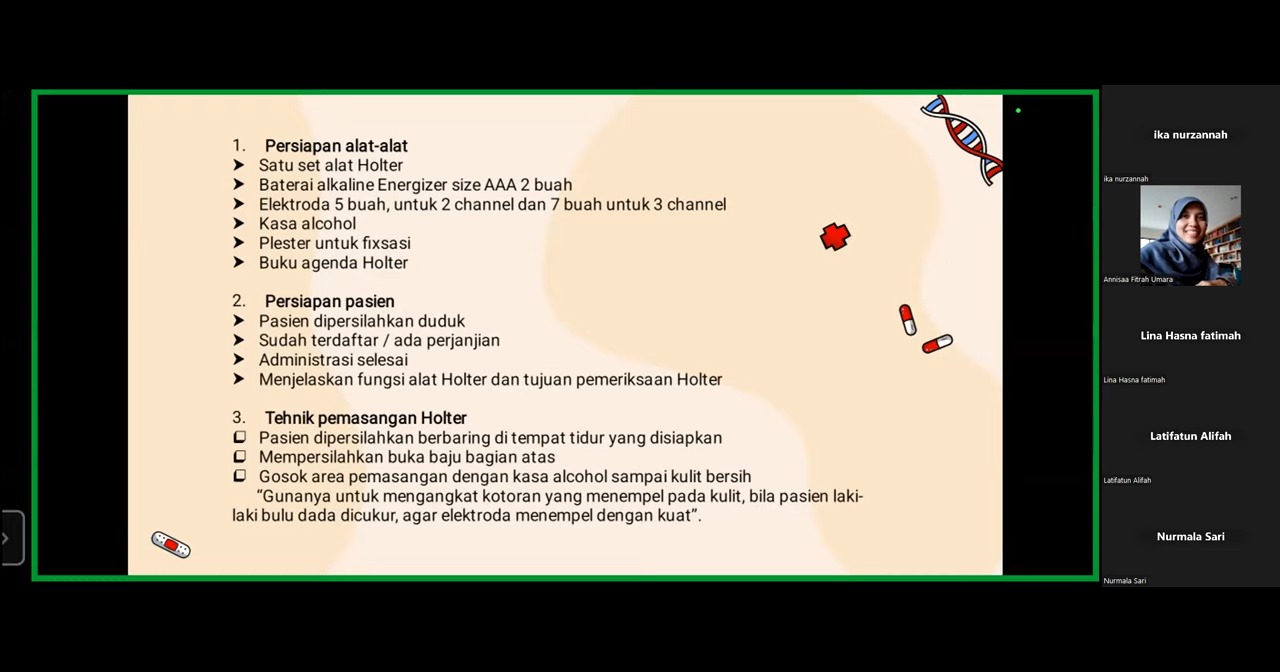 1. Persiapan alat-alat
➤ Satu set alat Holter
➤ Baterai alkaline Energizer size AAA 2 buah
➤ Elektroda 5 buah, untuk 2 channel dan 7 buah untuk 3 channel
➤ Kasa alcohol
➤ Plester untuk fixsasi
➤ Buku agenda Holter
2. Persiapan pasien
➤ Pasien dipersilahkan duduk
➤ Sudah terdaftar / ada perjanjian
➤ Administrasi selesai
➤ Menjelaskan fungsi alat Holter dan tujuan pemeriksaan Holter
3. Tehnik pemasangan Holter
❑ Pasien dipersilahkan berbaring di tempat tidur yang disiapkan
❑ Mempersilahkan buka baju bagian atas
❑ Gosok area pemasangan dengan kasa alcohol sampai kulit bersih
“Gunanya untuk mengangkat kotoran yang menempel pada kulit, bila pasien laki-
laki bulu dada dicukur, agar elektroda menempel dengan kuat”.
ika nurzannah
ika nurzannah
Annisaa Fitrah Umara
Lina Hasna fatimah
Lina Hasna fatimah
Latifatun Alifah
Latifatun Alifah
Nurmala Sari
Nurmala Sari